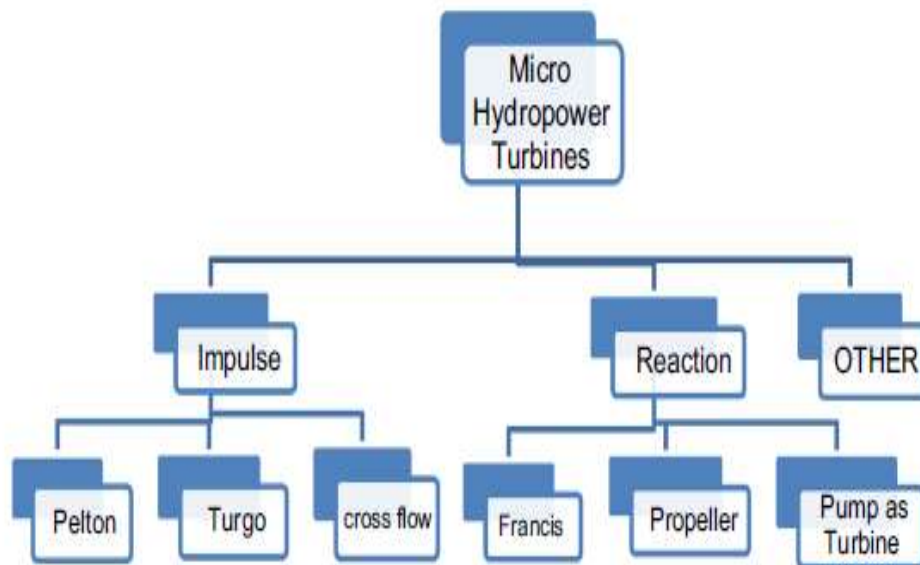 Micro
Hydropower
Turbines
Impulse
Reaction
OTHER
Pelton
Turgo
cross flow
Francis
Propeller
Pump as
Turbine